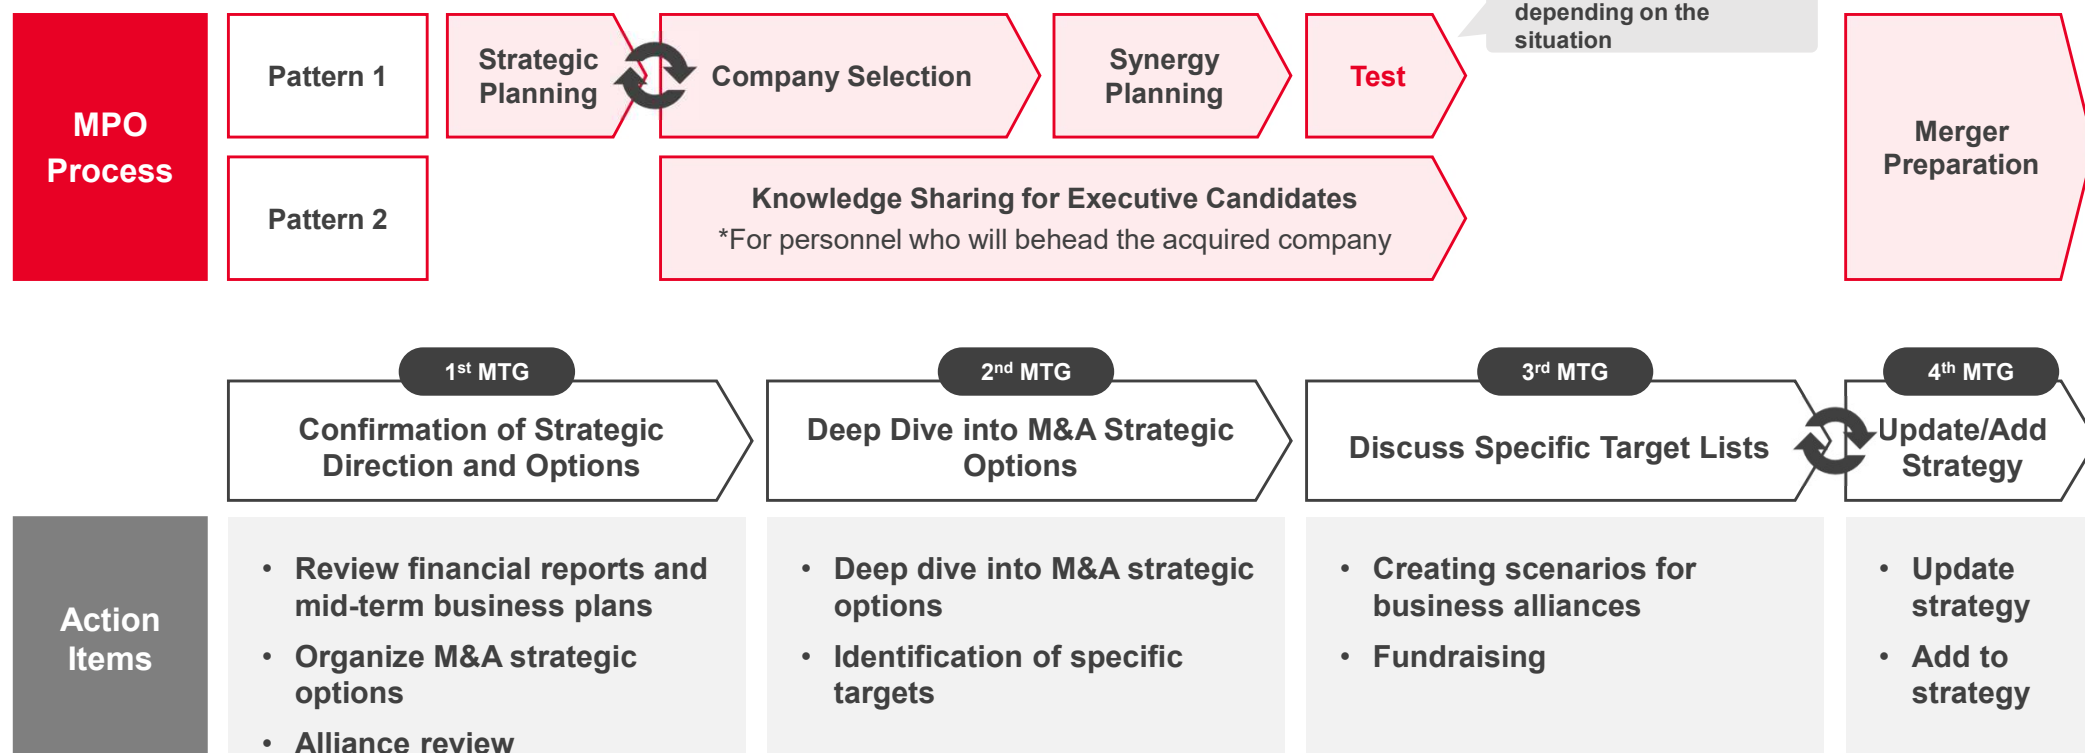 depending on the
situation
MPO
Process
Pattern 1
Strategic
Planning
Company Selection
Synergy
Planning
Test
Merger
Preparation
Pattern 2
Knowledge Sharing for Executive Candidates
*For personnel who will behead the acquired company
1st MTG
Confirmation of Strategic
Direction and Options
2nd MTG
Deep Dive into M&A Strategic
Options
3rd MTG
Discuss Specific Target Lists
4th MTG
Update/Add
Strategy
Action
Items
• Review financial reports and
mid-term business plans
• Organize M&A strategic
options
• Alliance review
• Deep dive into M&A strategic
options
• Identification of specific
targets
• Creating scenarios for
business alliances
• Fundraising
• Update
strategy
• Add to
strategy